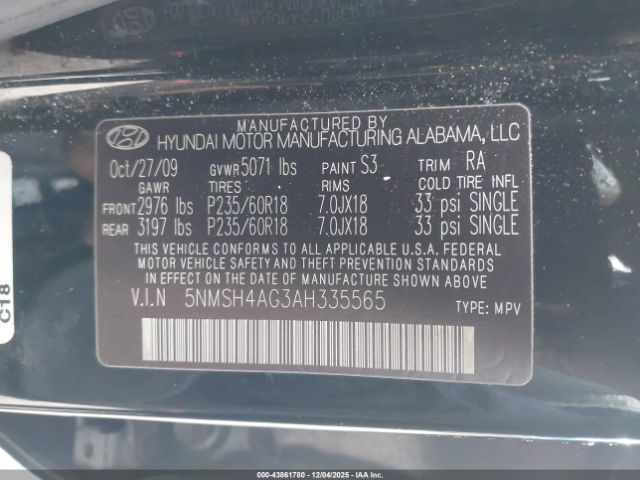 MANUFACTURED BY
HYUNDAI MOTOR MANUFACTURING ALABAMA, LLC
Oct/27/09 GVWR 5071 lbs PAINT S3 TRIM RA
GAWR TIRES RIMS COLD TIRE INFL
FRONT 2976 lbs P235/60R18 7.0JX18 33 psi SINGLE
REAR 3197 lbs P235/60R18 7.0JX18 33 psi SINGLE
THIS VEHICLE CONFORMS TO ALL APPLICABLE U.S.A. FEDERAL
MOTOR VEHICLE SAFETY AND THEFT PREVENTION STANDARDS
IN EFFECT ON THE DATE OF MANUFACTURE SHOWN ABOVE.
V.I.N 5NMSH4AG3AH335565 TYPE: MPV
C18
000-43861780 - 12/04/2025 - IAAI.COM